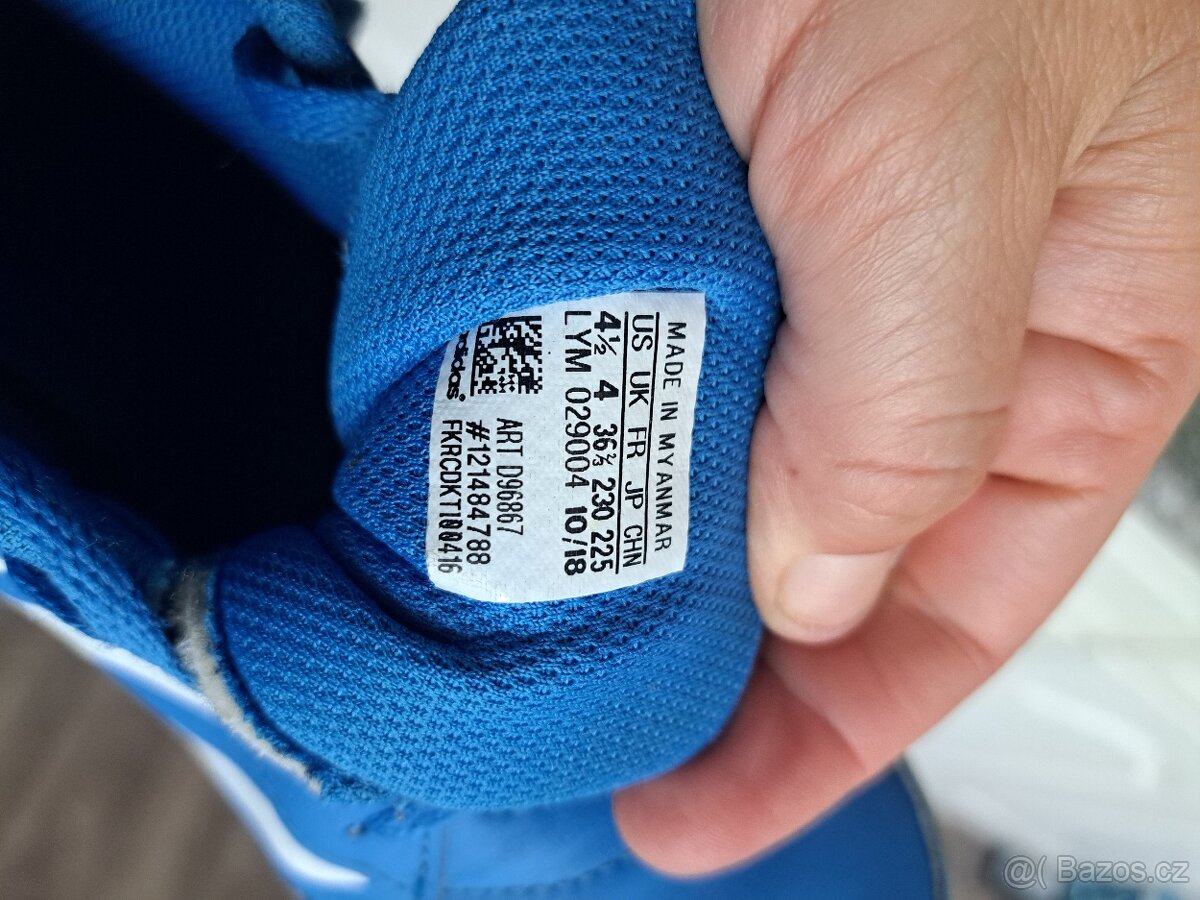 MADE IN MYANMAR
US UK FR JP CHN
4½ 4 36⅔ 230 225
LYM 029004 10/18
ART D96867
#121484788
adidas®
@( Bazos.cz